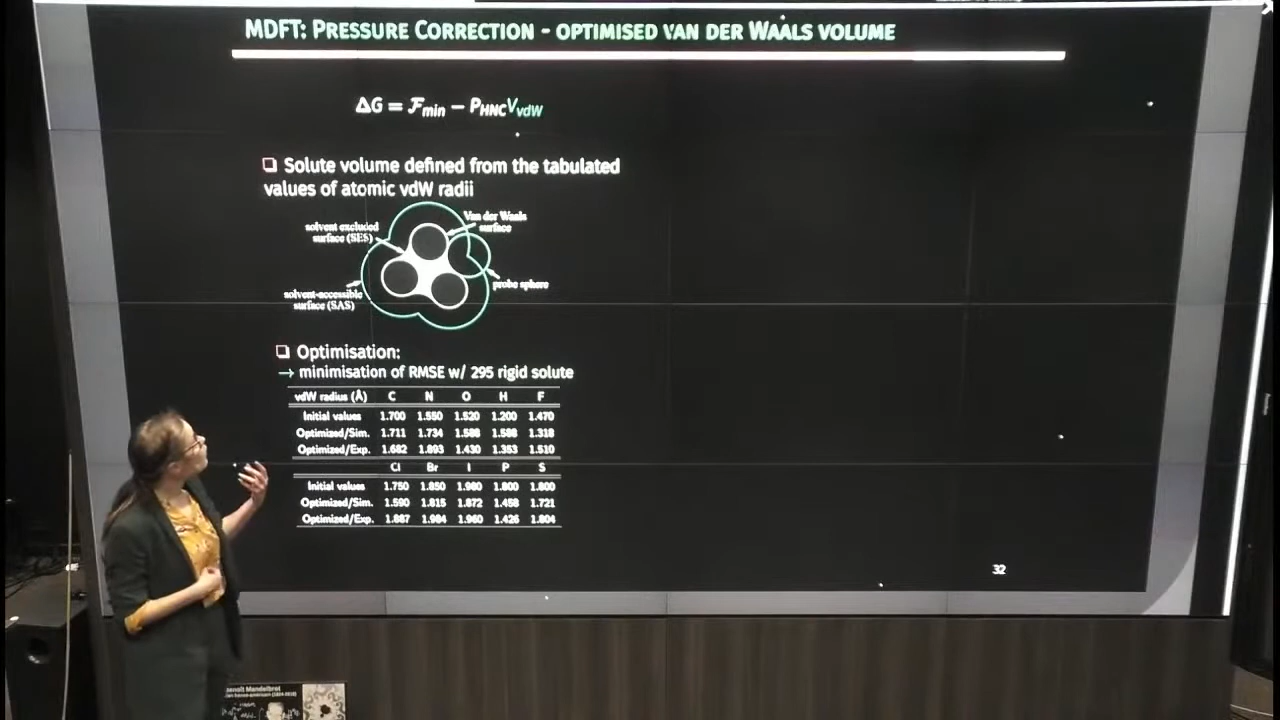 MDFT: PRESSURE CORRECTION - OPTIMISED VAN DER WAALS VOLUME
ΔG = ℱmin − PHNCVvdW
❑ Solute volume defined from the tabulated
values of atomic vdW radii
solvent excluded
surface (SES)
Van der Waals
surface
probe sphere
solvent-accessible
surface (SAS)
❑ Optimisation:
→ minimisation of RMSE w/ 295 rigid solute
vdW radius (Å) C N O H F
Initial values 1.700 1.550 1.520 1.200 1.470
Optimized/Sim. 1.711 1.734 1.588 1.588 1.318
Optimized/Exp. 1.682 1.893 1.430 1.353 1.510
Cl Br I P S
Initial values 1.750 1.850 1.980 1.800 1.800
Optimized/Sim. 1.590 1.815 1.872 1.458 1.721
Optimized/Exp. 1.887 1.984 1.960 1.426 1.804
32
Benoît Mandelbrot